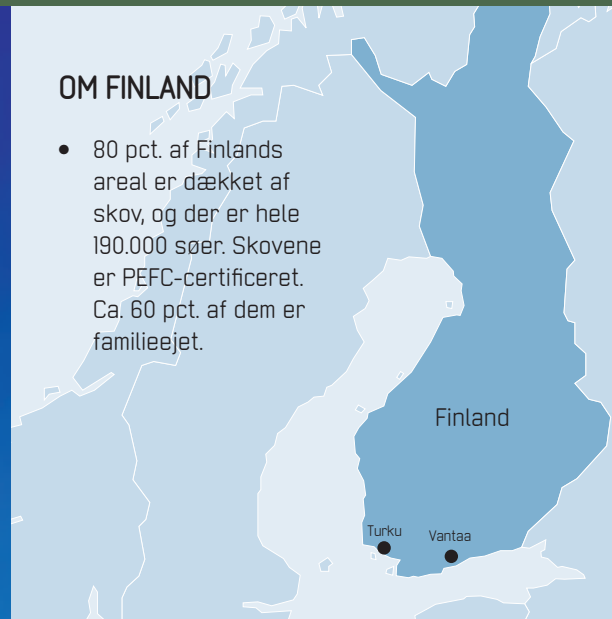 OM FINLAND
• 80 pct. af Finlands
areal er dækket af
skov, og der er hele
190.000 søer. Skovene
er PEFC-certificeret.
Ca. 60 pct. af dem er
familieejet.
Finland
Turku
Vantaa